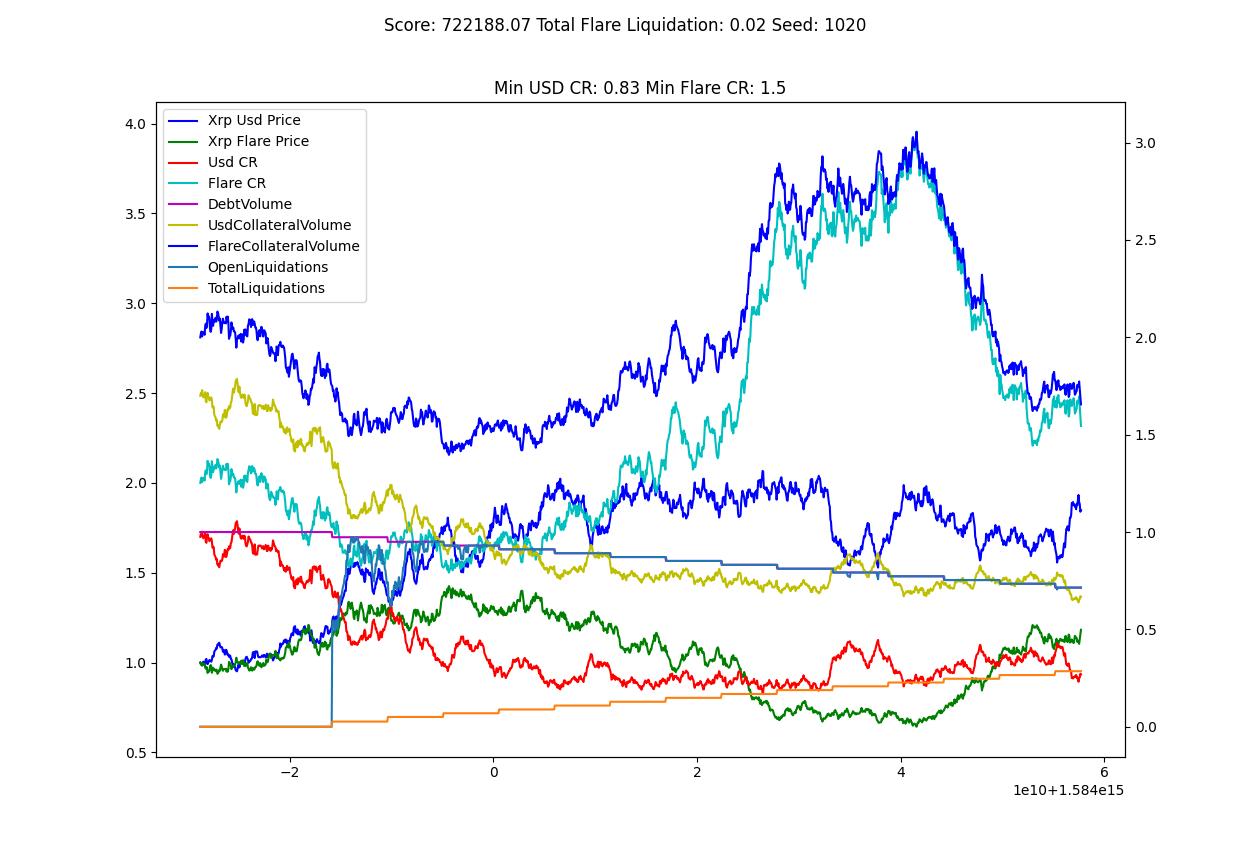 Score: 722188.07 Total Flare Liquidation: 0.02 Seed: 1020
Min USD CR: 0.83 Min Flare CR: 1.5
Xrp Usd Price
Xrp Flare Price
Usd CR
Flare CR
DebtVolume
UsdCollateralVolume
FlareCollateralVolume
OpenLiquidations
TotalLiquidations
4.0
3.5
3.0
2.5
2.0
1.5
1.0
0.5
3.0
2.5
2.0
1.5
1.0
0.5
0.0
−2 0 2 4 6
1e10+1.584e15